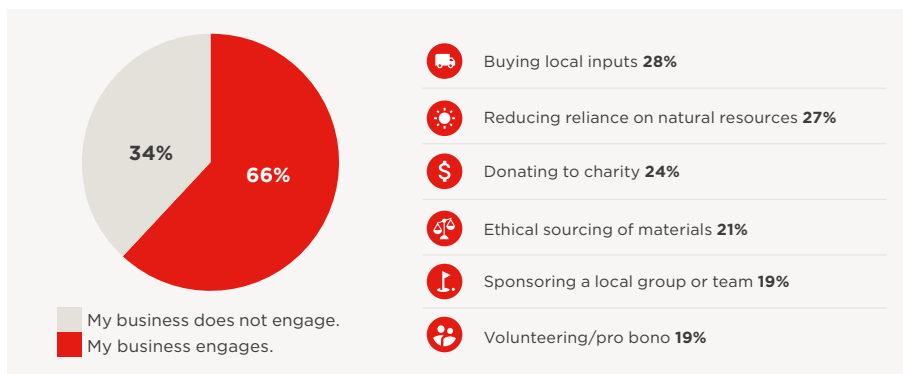 34%
66%
My business does not engage.
My business engages.
Buying local inputs 28%
Reducing reliance on natural resources 27%
Donating to charity 24%
Ethical sourcing of materials 21%
Sponsoring a local group or team 19%
Volunteering/pro bono 19%